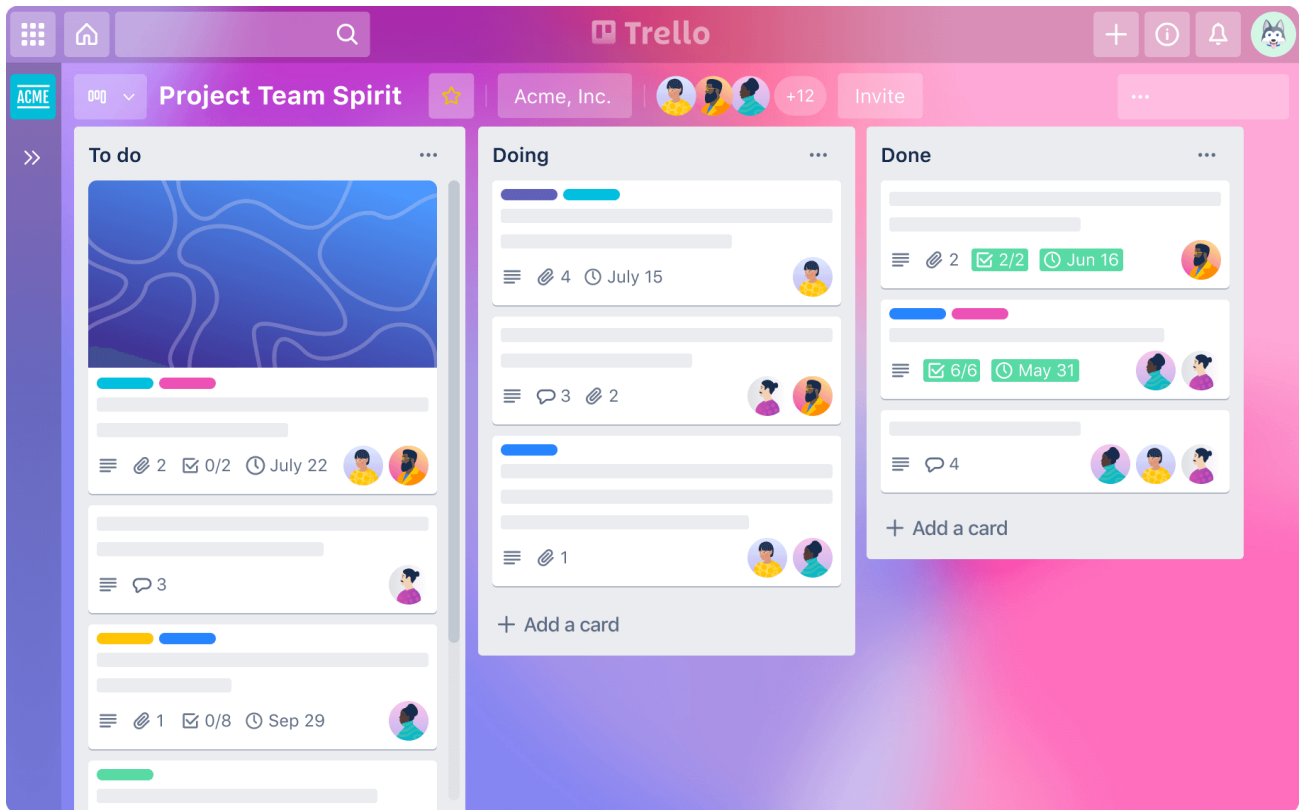 Trello
ACME
Project Team Spirit
Acme, Inc.
+12
Invite
To do
2 0/2 July 22
3
1 0/8 Sep 29
Doing
4 July 15
3 2
1
+ Add a card
Done
2 2/2 Jun 16
6/6 May 31
4
+ Add a card